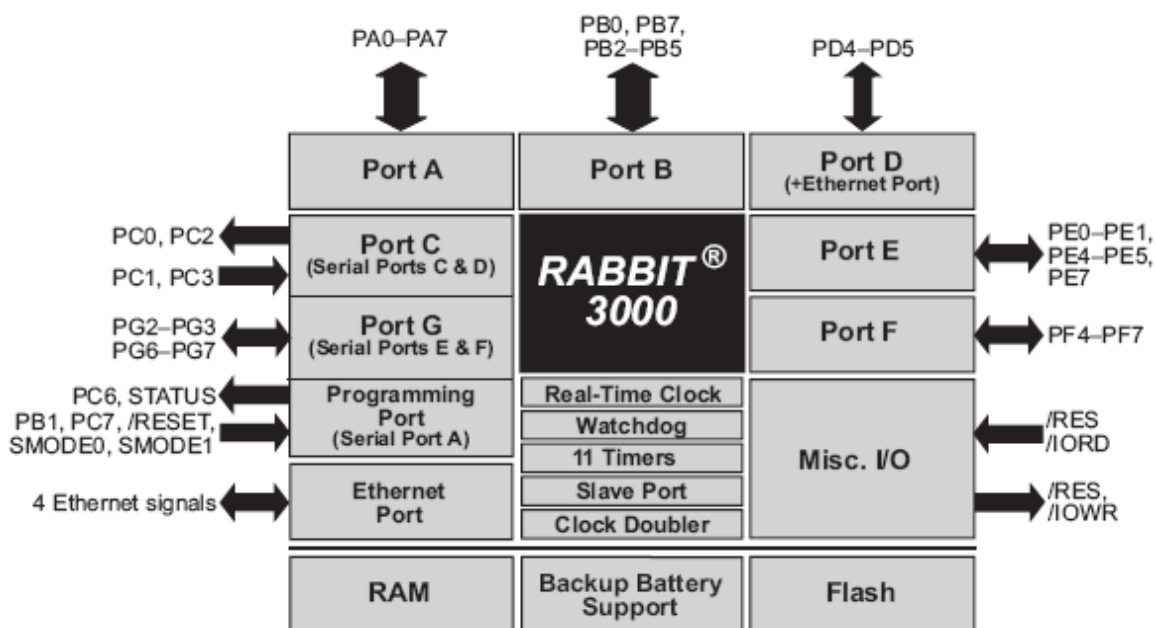 PA0–PA7
PB0, PB7,
PB2–PB5
PD4–PD5
Port A
Port B
Port D
(+Ethernet Port)
PC0, PC2
PC1, PC3
Port C
(Serial Ports C & D)
RABBIT®
3000
Port E
PE0–PE1,
PE4–PE5,
PE7
PG2–PG3
PG6–PG7
Port G
(Serial Ports E & F)
Port F
PF4–PF7
PC6, STATUS
PB1, PC7, /RESET,
SMODE0, SMODE1
Programming
Port
(Serial Port A)
Real-Time Clock
Watchdog
11 Timers
Slave Port
Clock Doubler
Misc. I/O
/RES
/IORD
/RES,
/IOWR
4 Ethernet signals
Ethernet
Port
RAM
Backup Battery
Support
Flash